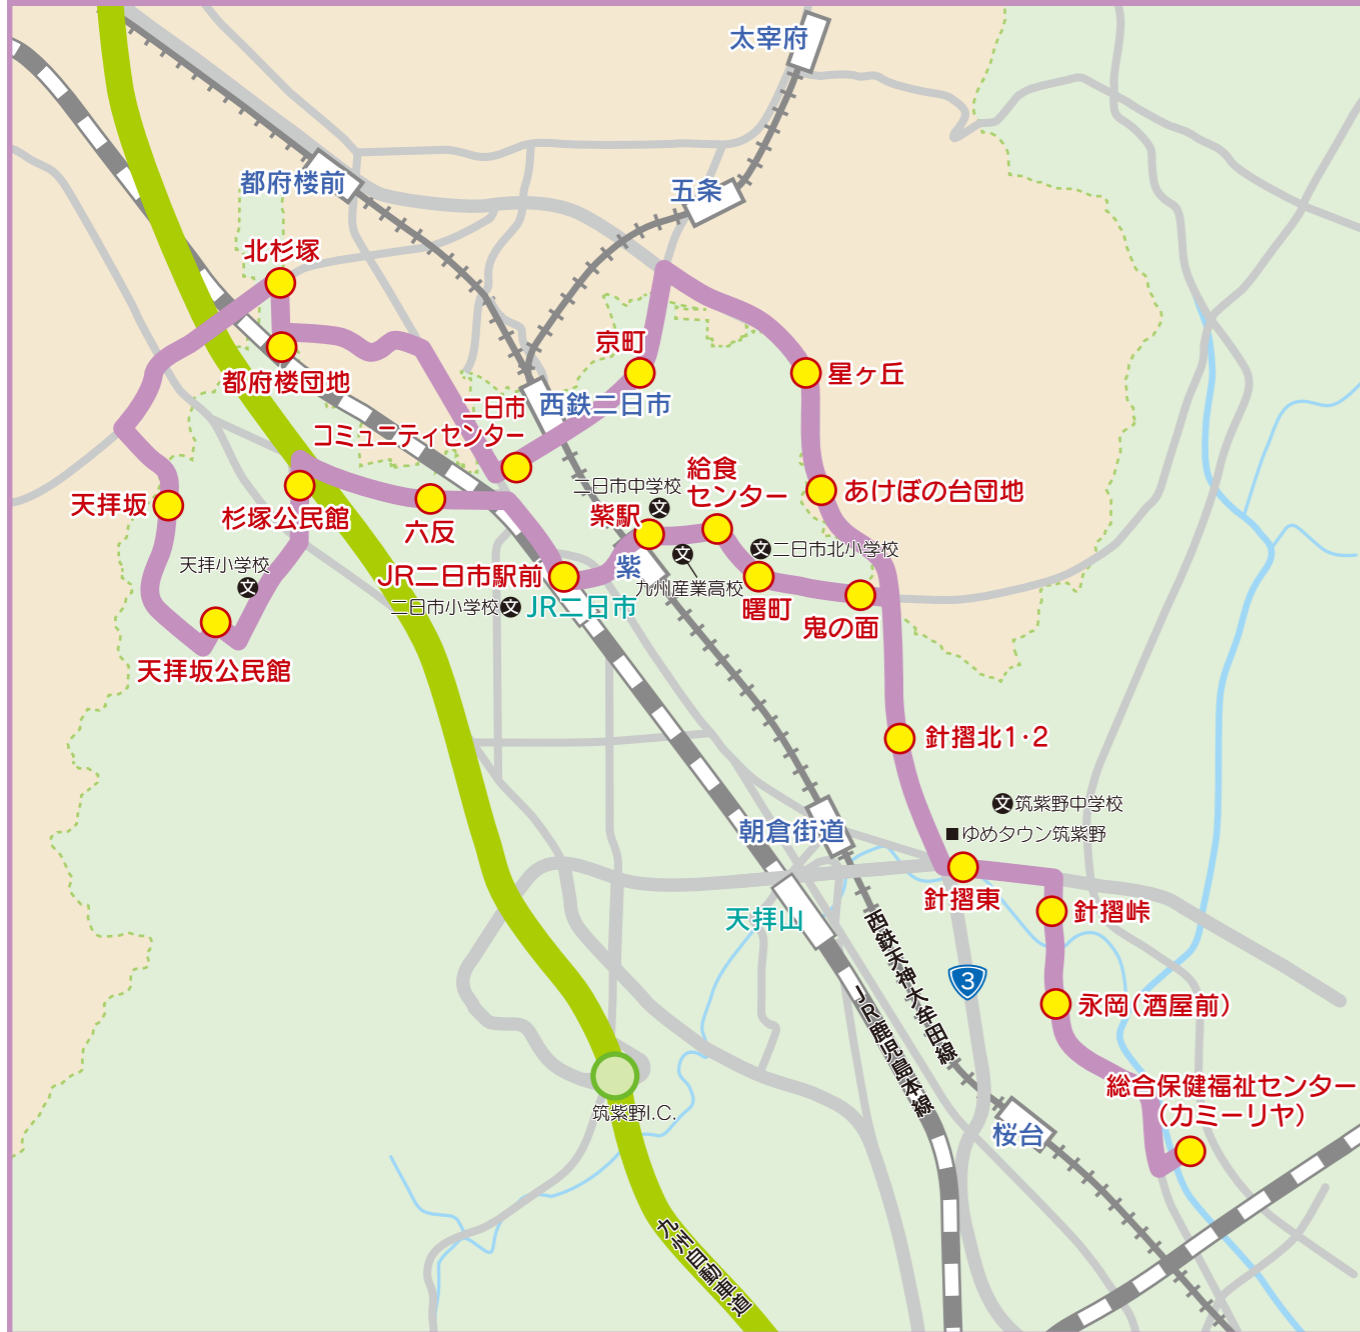 太宰府
都府楼前
五条
北杉塚
京町
都府楼団地
星ヶ丘
西鉄二日市
二日市
コミュニティセンター
給食
センター
二日市中学校
文
天拝坂
杉塚公民館
六反
紫駅
あけぼの台団地
天拝小学校
文
JR二日市駅前
紫
文
九州産業高校
文二日市北小学校
二日市小学校文
JR二日市
曙町
鬼の面
天拝坂公民館
針摺北1・2
文筑紫野中学校
■ゆめタウン筑紫野
朝倉街道
針摺東
針摺峠
天拝山
西鉄天神大牟田線
JR鹿児島本線
3
永岡(酒屋前)
総合保健福祉センター
(カミーリヤ)
筑紫野I.C.
桜台
九州自動車道